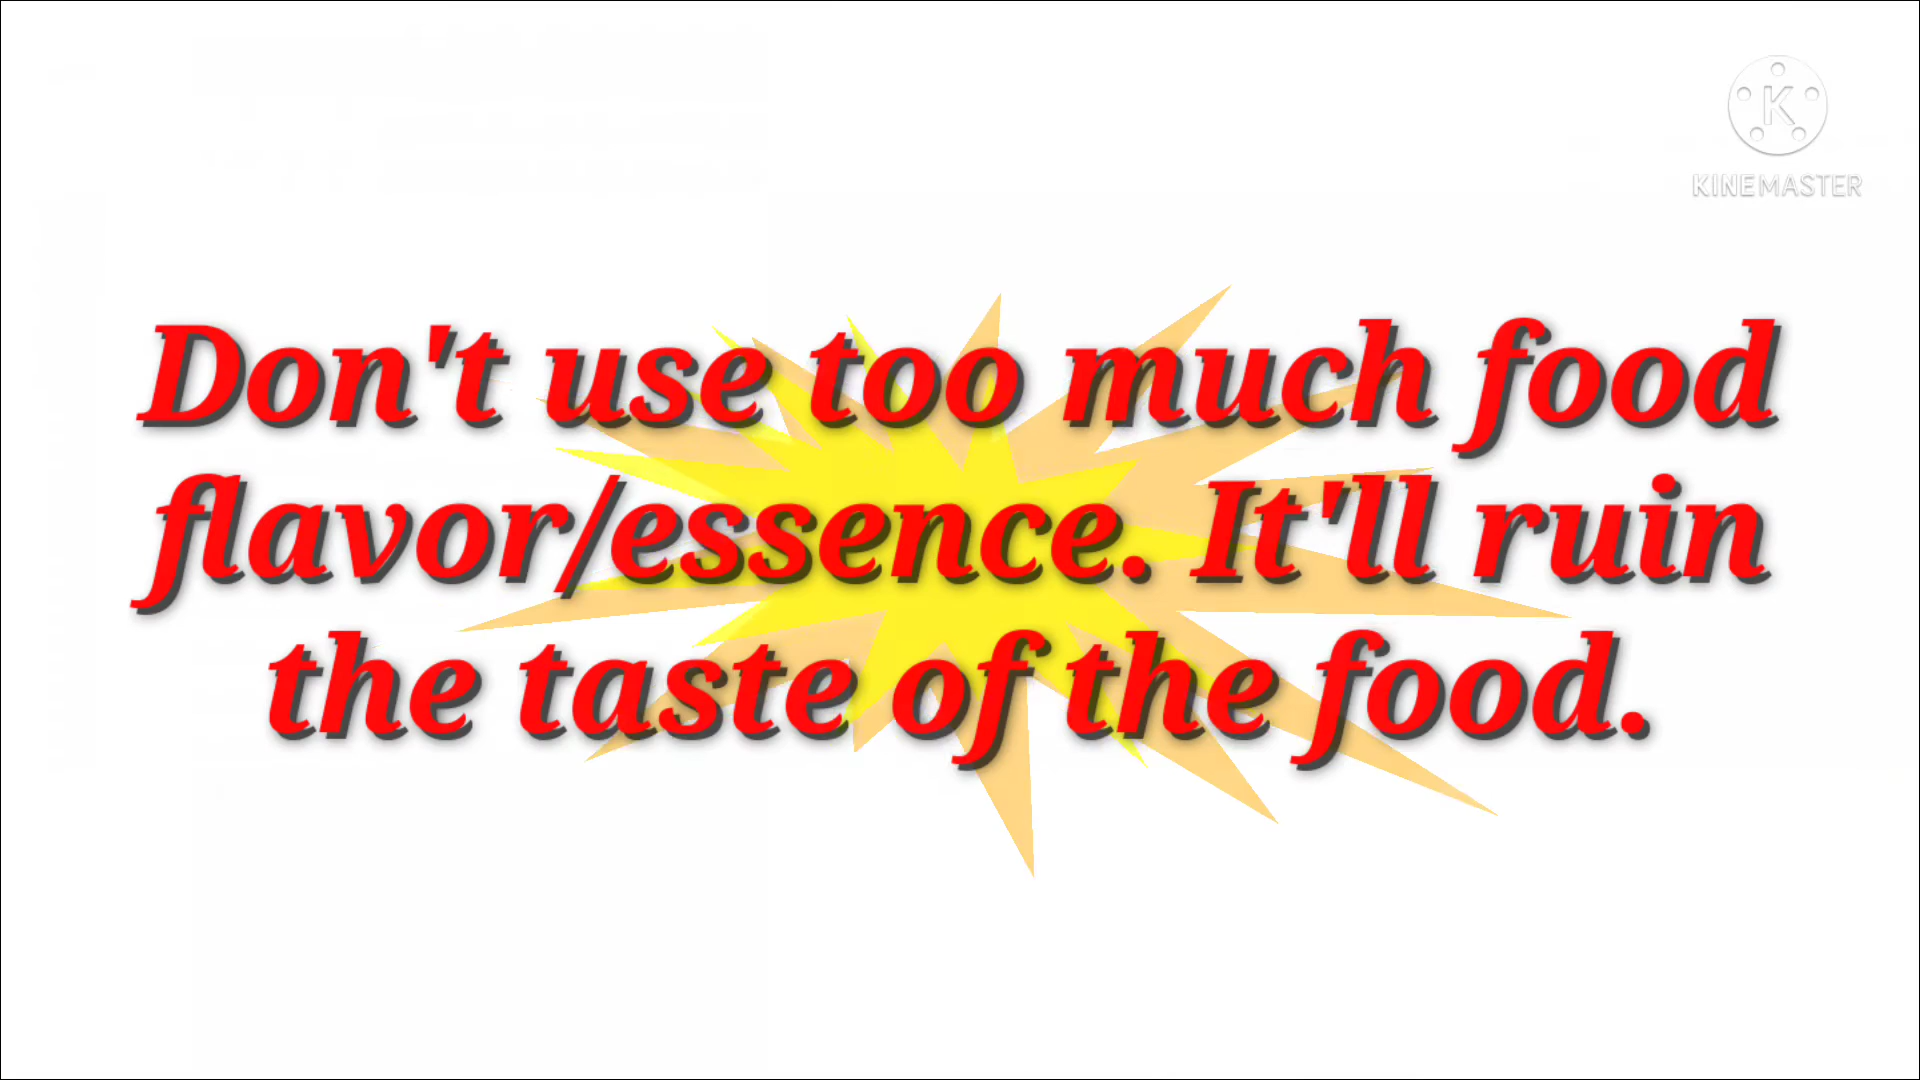 K
KINEMASTER
Don't use too much food
flavor/essence. It'll ruin
the taste of the food.